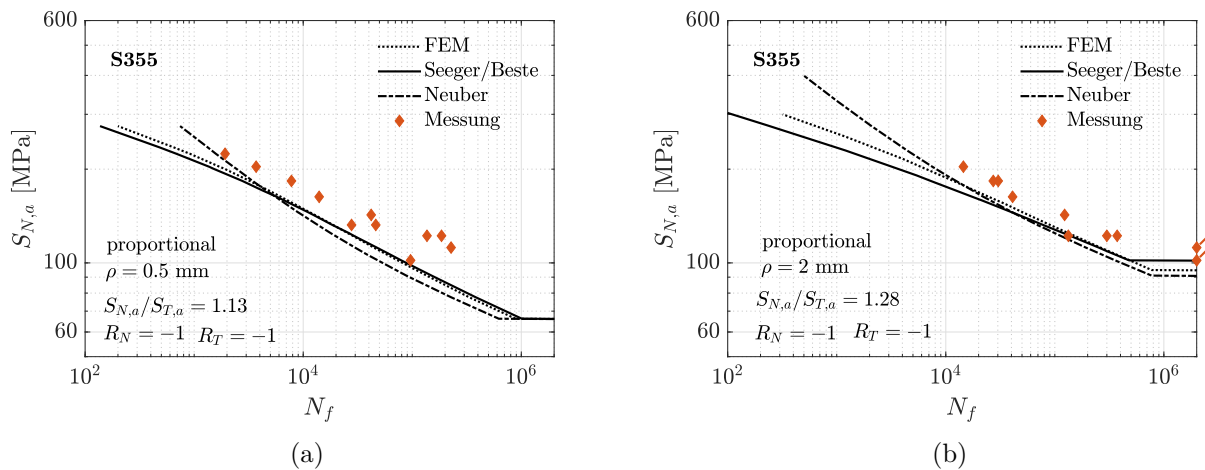 600
S355
FEM
Seeger/Beste
Neuber
Messung
S_{N,a} [MPa]
100
proportional
ρ = 0.5 mm
S_{N,a}/S_{T,a} = 1.13
60
R_N = −1 R_T = −1
10^2 10^4 10^6
N_f
(a)
600
S355
FEM
Seeger/Beste
Neuber
Messung
S_{N,a} [MPa]
100
proportional
ρ = 2 mm
S_{N,a}/S_{T,a} = 1.28
60
R_N = −1 R_T = −1
10^2 10^4 10^6
N_f
(b)